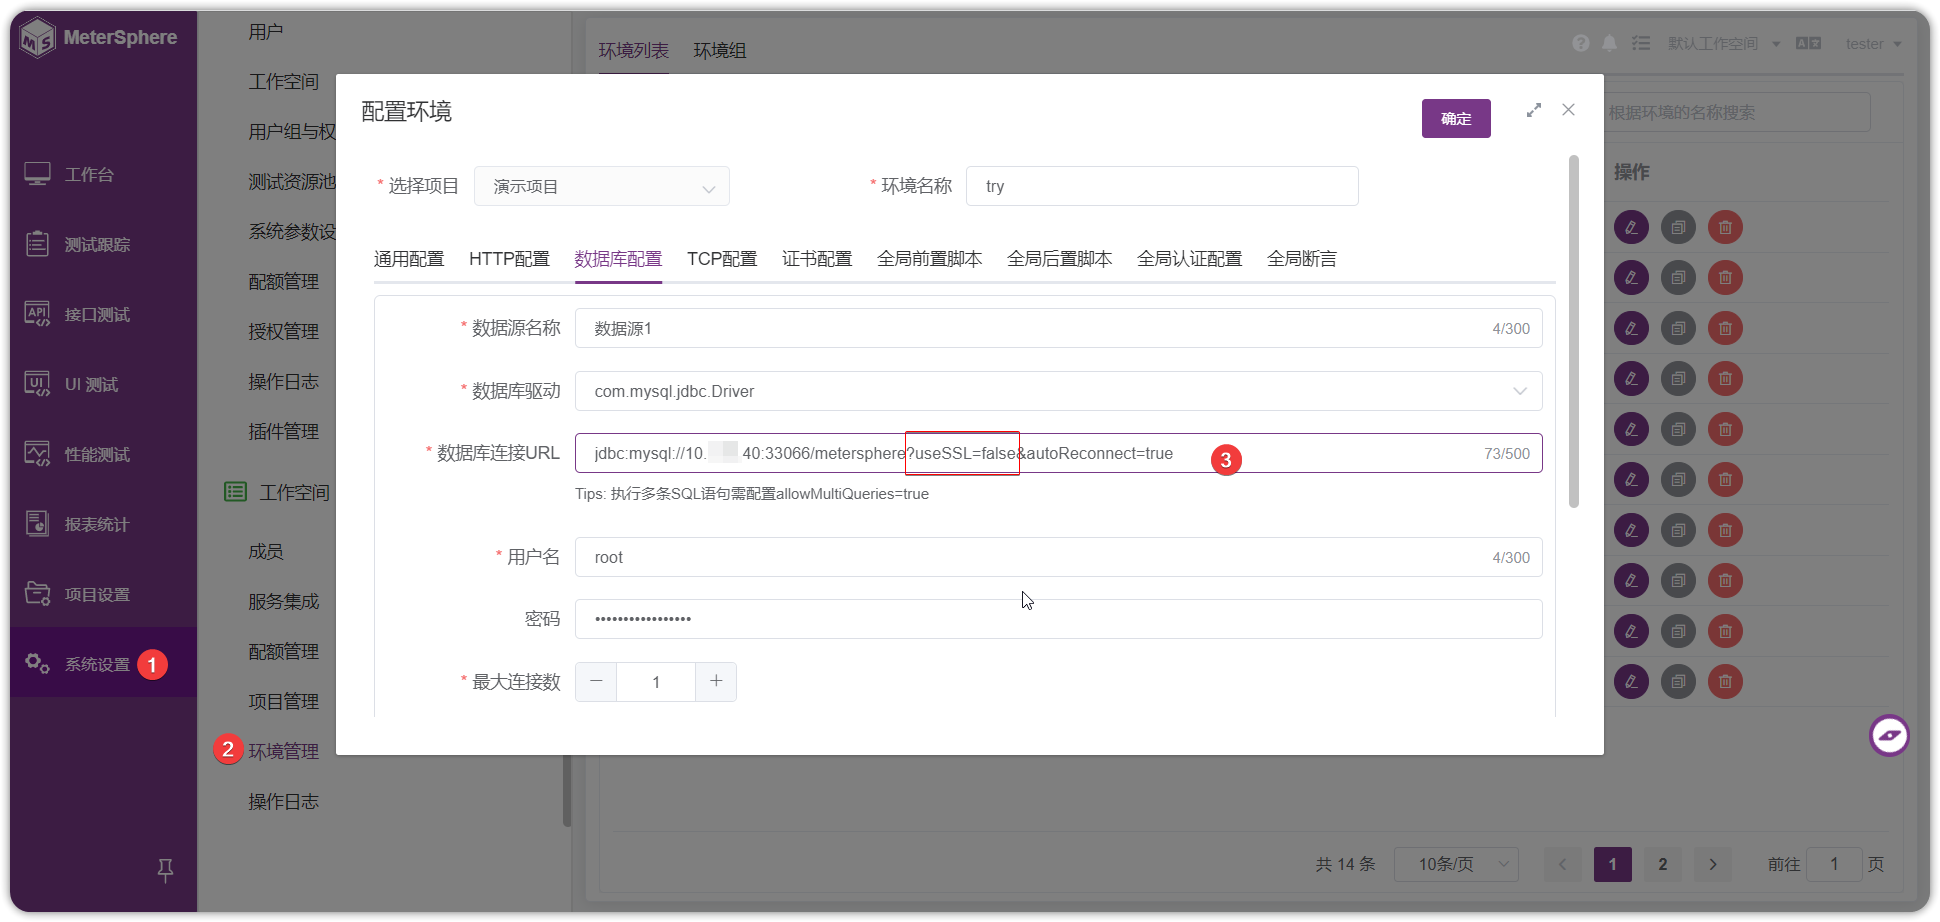 MeterSphere
工作台
测试跟踪
接口测试
UI 测试
性能测试
报表统计
项目设置
系统设置
1
用户
工作空间
用户组与权
测试资源池
系统参数设
配额管理
授权管理
操作日志
插件管理
工作空间
成员
服务集成
配额管理
项目管理
2
环境管理
操作日志
环境列表 环境组
默认工作空间
tester
根据环境的名称搜索
操作
配置环境
确定
* 选择项目 演示项目
* 环境名称 try
通用配置 HTTP配置 数据库配置 TCP配置 证书配置 全局前置脚本 全局后置脚本 全局认证配置 全局断言
* 数据源名称 数据源1 4/300
* 数据库驱动 com.mysql.jdbc.Driver
* 数据库连接URL jdbc:mysql://10. 40:33066/metersphere?useSSL=false&autoReconnect=true 3 73/500
Tips: 执行多条SQL语句需配置allowMultiQueries=true
* 用户名 root 4/300
密码 ••••••••••••••••
* 最大连接数 − 1 +
共 14 条 10条/页 < 1 2 > 前往 1 页